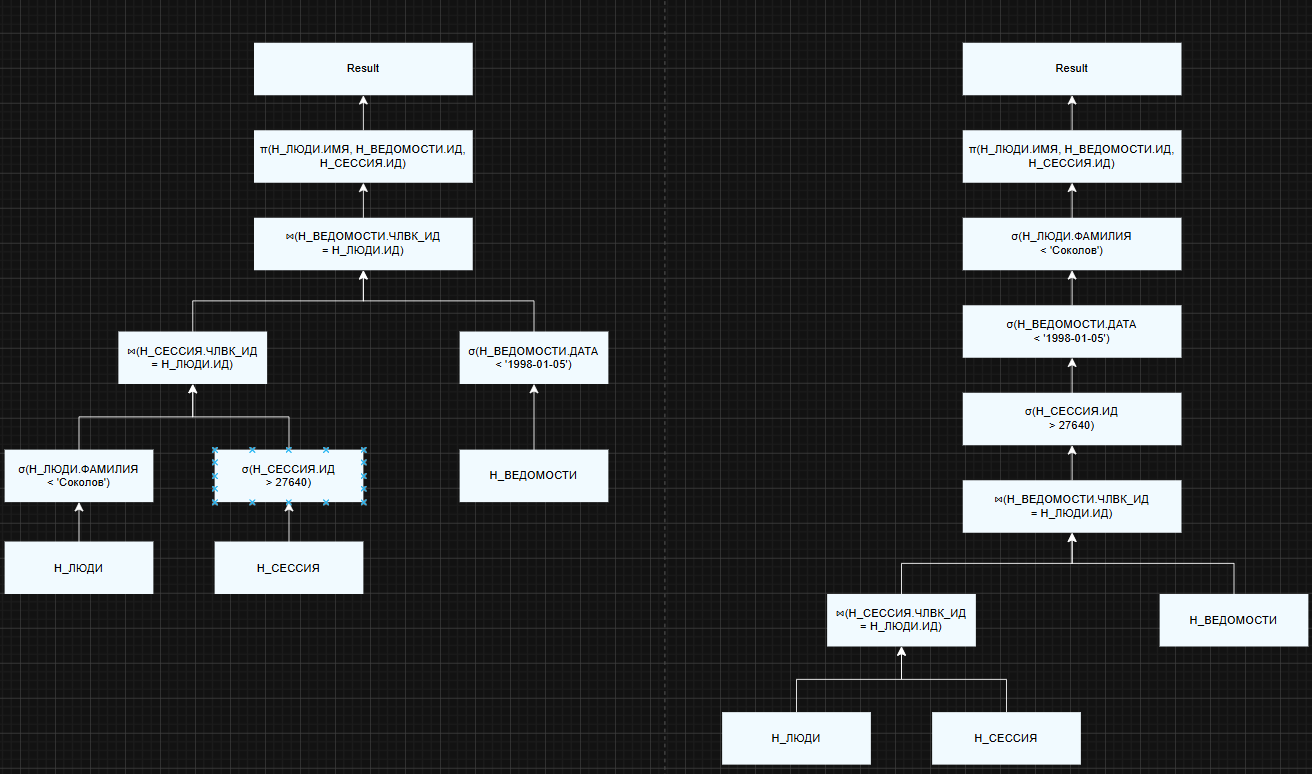 Result
π(Н_ЛЮДИ.ИМЯ, Н_ВЕДОМОСТИ.ИД,
Н_СЕССИЯ.ИД)
⋈(Н_ВЕДОМОСТИ.ЧЛВК_ИД
= Н_ЛЮДИ.ИД)
⋈(Н_СЕССИЯ.ЧЛВК_ИД
= Н_ЛЮДИ.ИД)
σ(Н_ВЕДОМОСТИ.ДАТА
< '1998-01-05')
σ(Н_ЛЮДИ.ФАМИЛИЯ
< 'Соколов')
σ(Н_СЕССИЯ.ИД
> 27640)
Н_ВЕДОМОСТИ
Н_ЛЮДИ
Н_СЕССИЯ
Result
π(Н_ЛЮДИ.ИМЯ, Н_ВЕДОМОСТИ.ИД,
Н_СЕССИЯ.ИД)
σ(Н_ЛЮДИ.ФАМИЛИЯ
< 'Соколов')
σ(Н_ВЕДОМОСТИ.ДАТА
< '1998-01-05')
σ(Н_СЕССИЯ.ИД
> 27640)
⋈(Н_ВЕДОМОСТИ.ЧЛВК_ИД
= Н_ЛЮДИ.ИД)
⋈(Н_СЕССИЯ.ЧЛВК_ИД
= Н_ЛЮДИ.ИД)
Н_ВЕДОМОСТИ
Н_ЛЮДИ
Н_СЕССИЯ